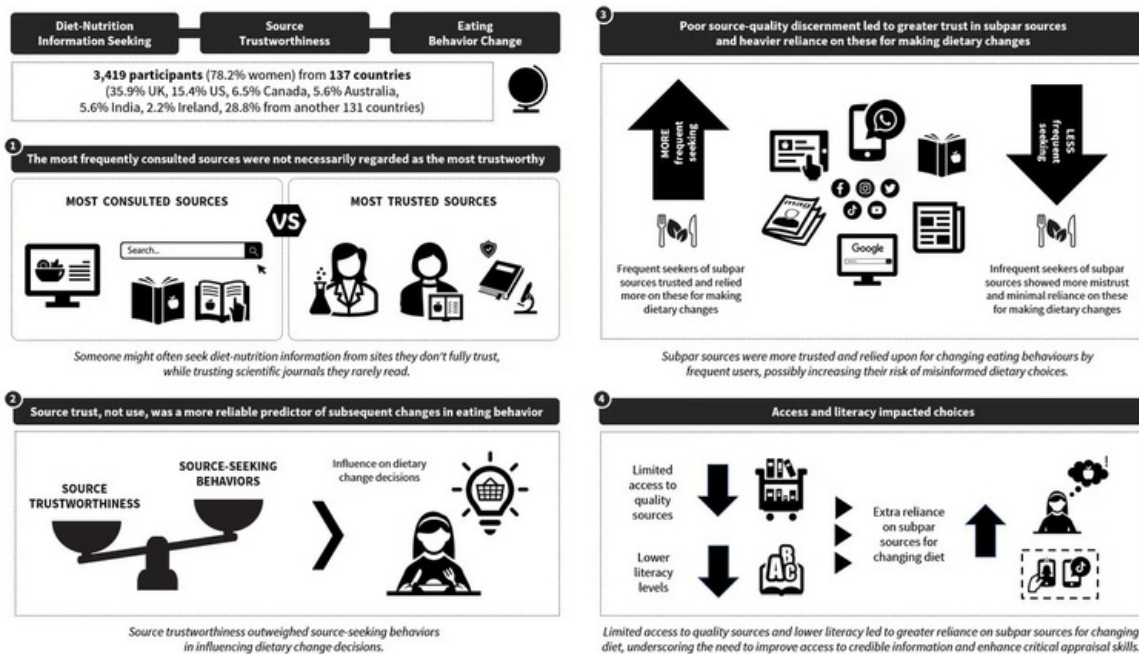 Diet-Nutrition
Information Seeking
Source
Trustworthiness
Eating
Behavior Change
3,419 participants (78.2% women) from 137 countries
(35.9% UK, 15.4% US, 6.5% Canada, 5.6% Australia,
5.6% India, 2.2% Ireland, 28.8% from another 131 countries)
1
The most frequently consulted sources were not necessarily regarded as the most trustworthy
MOST CONSULTED SOURCES
VS
MOST TRUSTED SOURCES
Search...
Someone might often seek diet-nutrition information from sites they don't fully trust,
while trusting scientific journals they rarely read.
2
Source trust, not use, was a more reliable predictor of subsequent changes in eating behavior
SOURCE
TRUSTWORTHINESS
SOURCE-SEEKING
BEHAVIORS
Influence on dietary
change decisions
Source trustworthiness outweighed source-seeking behaviors
in influencing dietary change decisions.
3
Poor source-quality discernment led to greater trust in subpar sources
and heavier reliance on these for making dietary changes
MORE
frequent
seeking
Frequent seekers of subpar
sources trusted and relied
more on these for making
dietary changes
mag
Google
LESS
frequent
seeking
Infrequent seekers of subpar
sources showed more mistrust
and minimal reliance on these
for making dietary changes
Subpar sources were more trusted and relied upon for changing eating behaviours by
frequent users, possibly increasing their risk of misinformed dietary choices.
4
Access and literacy impacted choices
Limited
access to
quality
sources
Lower
literacy
levels
ABC
Extra reliance
on subpar
sources for
changing diet
!
Limited access to quality sources and lower literacy led to greater reliance on subpar sources for changing
diet, underscoring the need to improve access to credible information and enhance critical appraisal skills.